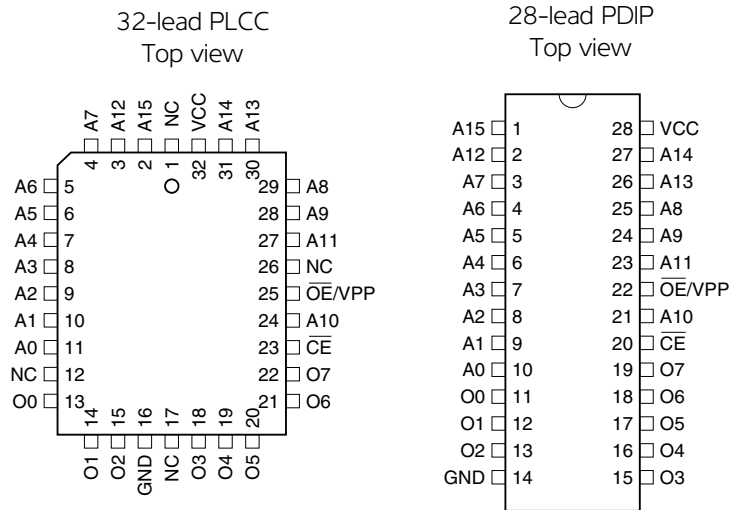 32-lead PLCC
Top view
A7
A12
A15
NC
VCC
A14
A13
4
3
2
1
32
31
30
A6 5
A5 6
A4 7
A3 8
A2 9
A1 10
A0 11
NC 12
O0 13
29 A8
28 A9
27 A11
26 NC
25 OE/VPP
24 A10
23 CE
22 O7
21 O6
14
15
16
17
18
19
20
O1
O2
GND
NC
O3
O4
O5
28-lead PDIP
Top view
A15 1 28 VCC
A12 2 27 A14
A7 3 26 A13
A6 4 25 A8
A5 5 24 A9
A4 6 23 A11
A3 7 22 OE/VPP
A2 8 21 A10
A1 9 20 CE
A0 10 19 O7
O0 11 18 O6
O1 12 17 O5
O2 13 16 O4
GND 14 15 O3